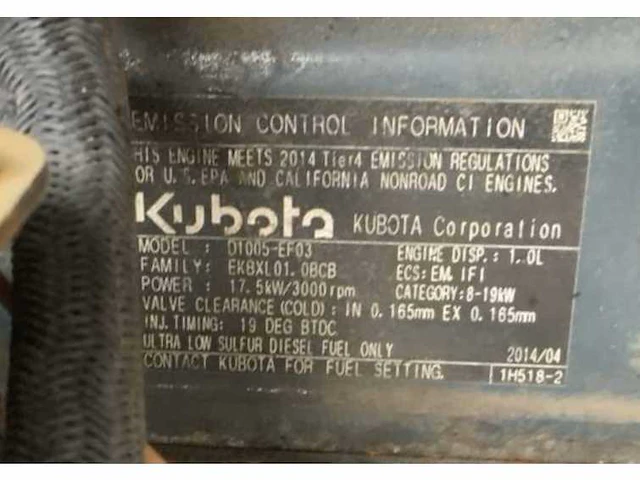 EMISSION CONTROL INFORMATION
HIS ENGINE MEETS 2014 Tier4 EMISSION REGULATIONS
OR U.S. EPA AND CALIFORNIA NONROAD CI ENGINES.
Kubota KUBOTA Corporation
MODEL : D1005-EF03 ENGINE DISP.: 1.0L
FAMILY: EKBXL01.0BCB ECS: EM, IFI
POWER : 17.5kW/3000 rpm CATEGORY: 8-19kW
VALVE CLEARANCE (COLD) : IN 0.165mm EX 0.165mm
INJ. TIMING: 19 DEG BTDC
ULTRA LOW SULFUR DIESEL FUEL ONLY 2014/04
CONTACT KUBOTA FOR FUEL SETTING. 1H518-2